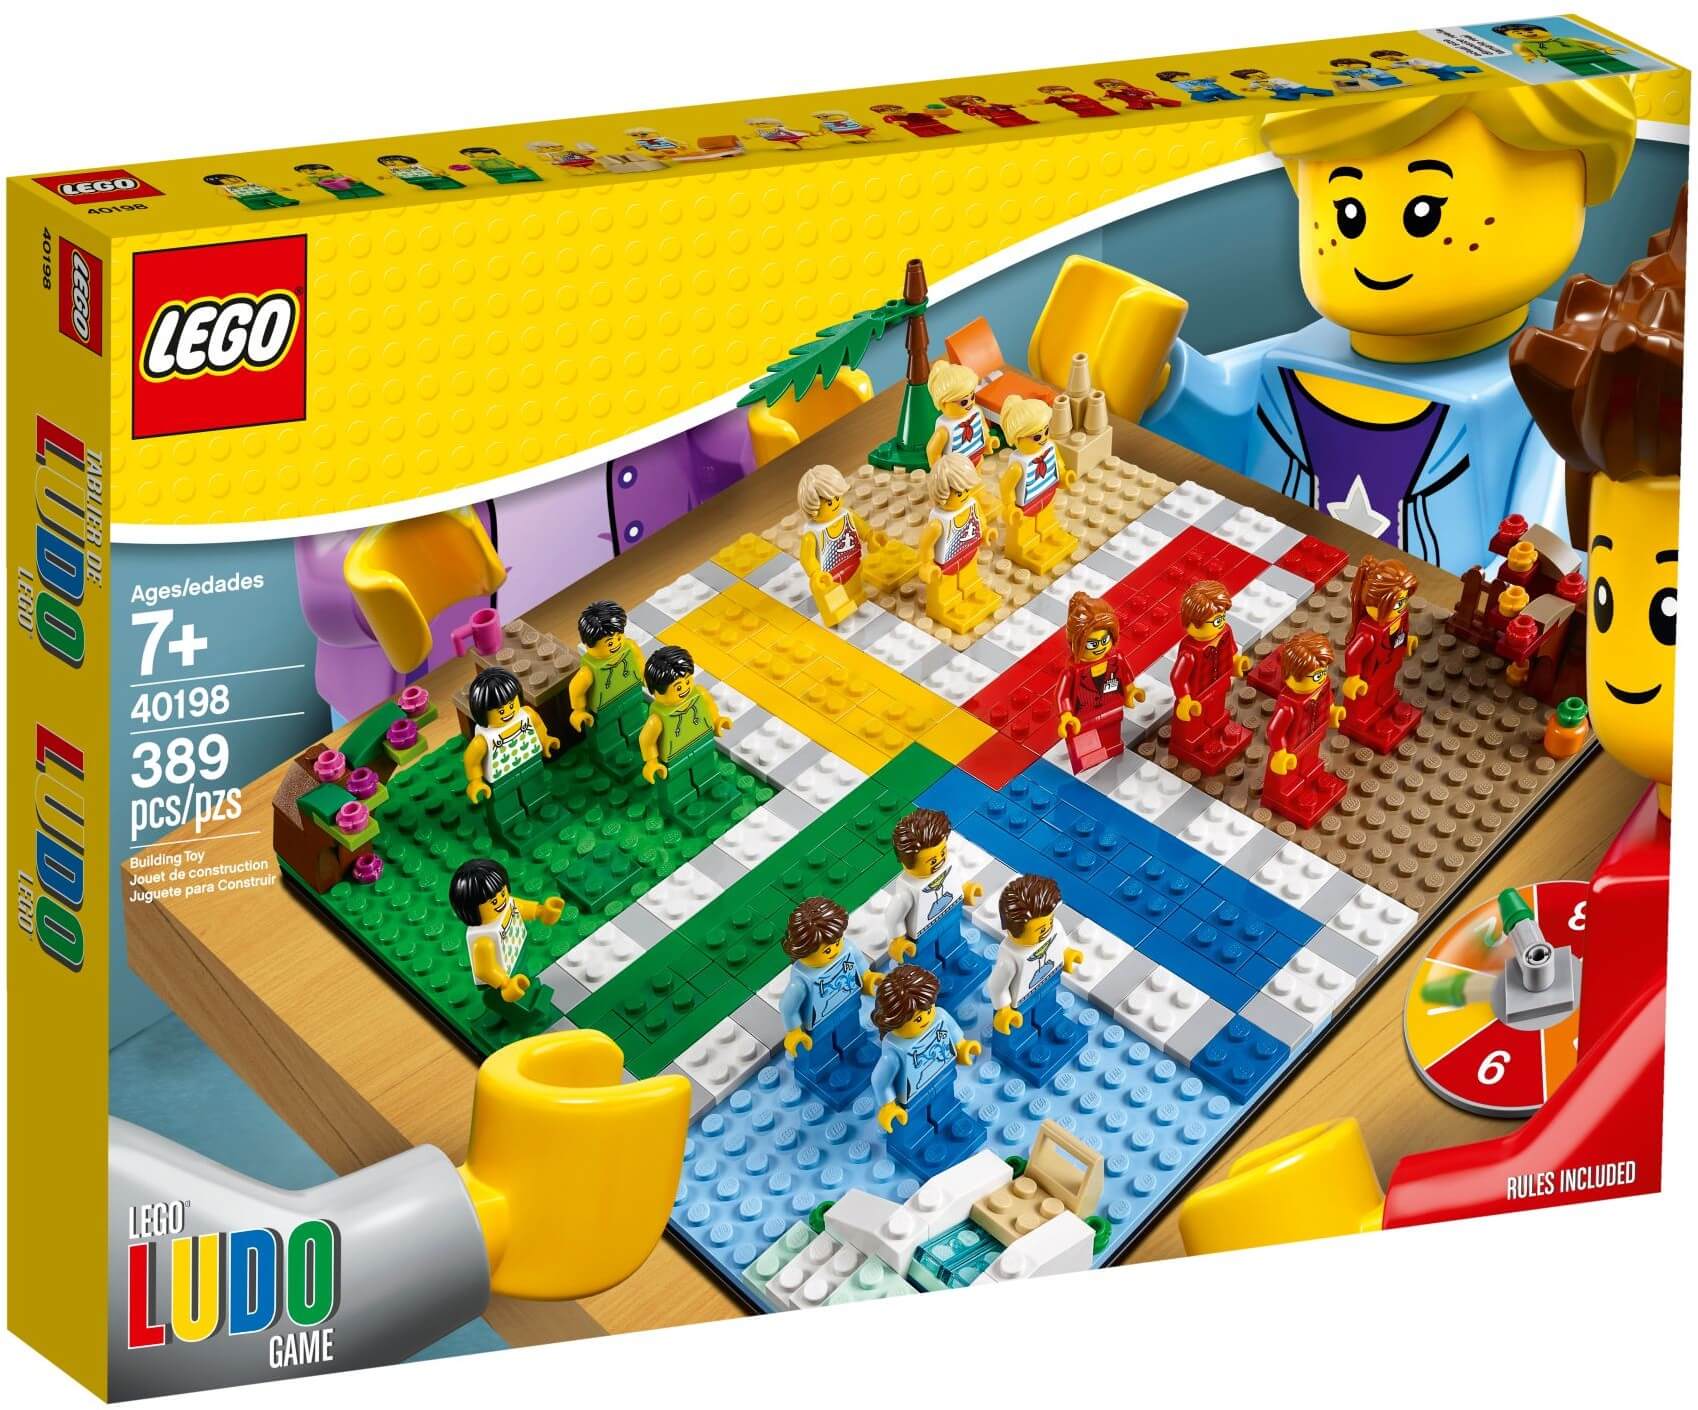 LEGO
40198
40198
LEGO
LEGO
TABLIER DE
LUDO
LEGO
LUDO
LEGO
Ages/edades
7+
40198
389
pcs/pzs
Building Toy
Jouet de construction
Juguete para Construir
LEGO
LUDO
GAME
8
6
RULES INCLUDED